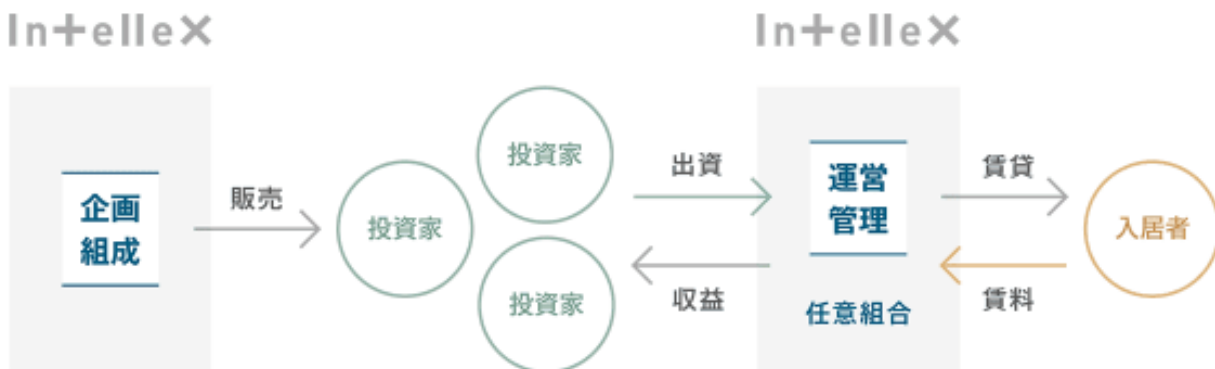 Intellex
Intellex
企画
組成
販売
投資家
投資家
投資家
出資
収益
運営
管理
任意組合
賃貸
賃料
入居者